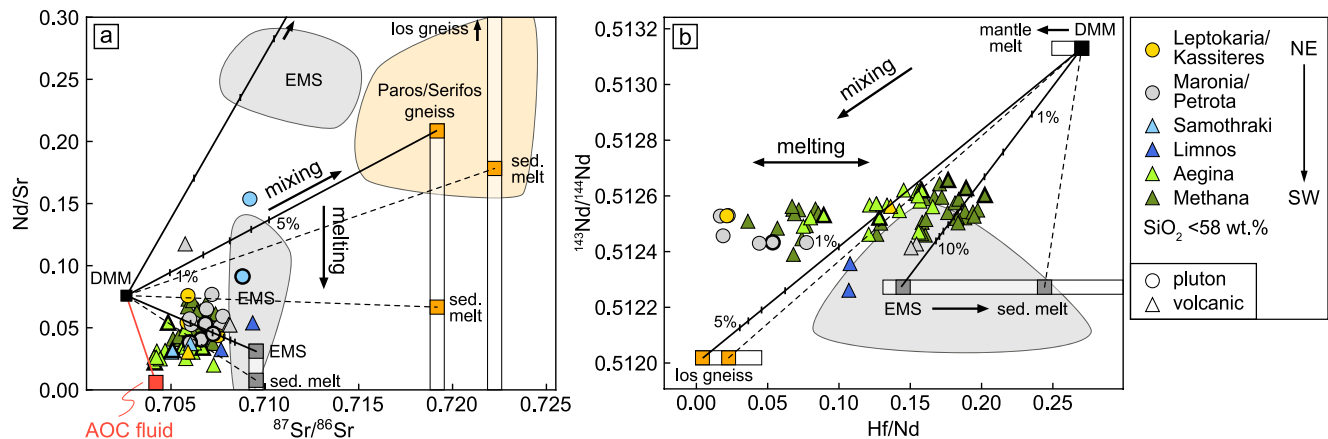 a
0.30
0.25
0.20
0.15
0.10
0.05
0.00
Nd/Sr
0.705
0.710
0.715
0.720
0.725
87Sr/86Sr
Ios gneiss
EMS
Paros/Serifos
gneiss
sed.
melt
mixing
5%
melting
DMM
1%
EMS
sed.
melt
EMS
sed. melt
AOC fluid
b
0.5132
0.5130
0.5128
0.5126
0.5124
0.5122
0.5120
143Nd/144Nd
0.00
0.05
0.10
0.15
0.20
0.25
Hf/Nd
mantle
melt
DMM
mixing
1%
melting
1%
10%
5%
EMS
sed. melt
Ios gneiss
Leptokaria/
Kassiteres
Maronia/
Petrota
Samothraki
Limnos
Aegina
Methana
NE
SW
SiO2 <58 wt.%
pluton
volcanic